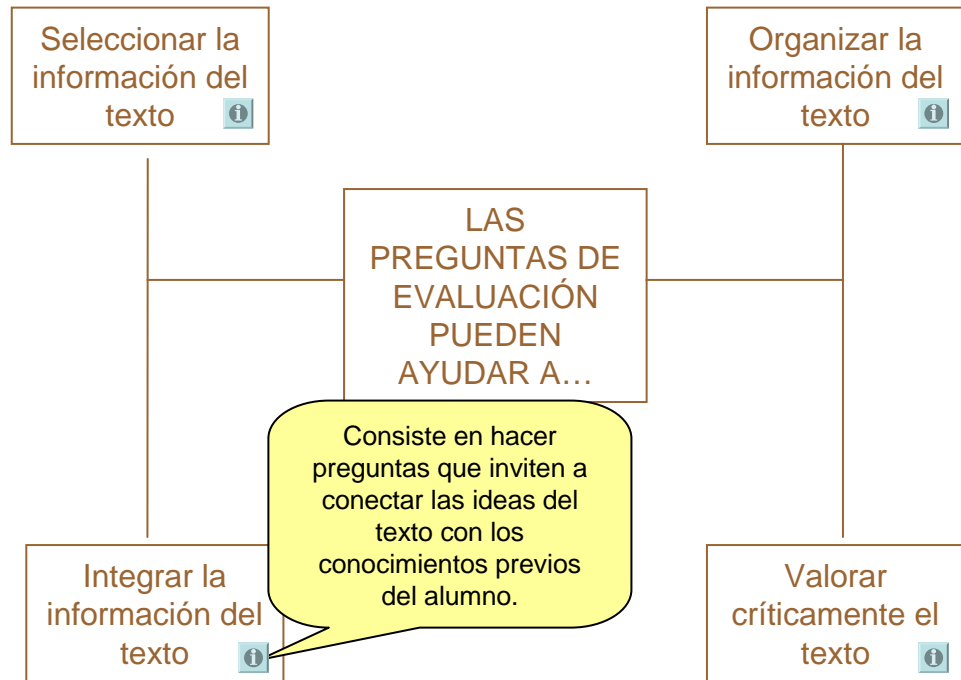 Seleccionar la
información del
texto
Organizar la
información del
texto
LAS
PREGUNTAS DE
EVALUACIÓN
PUEDEN
AYUDAR A…
Consiste en hacer
preguntas que inviten a
conectar las ideas del
texto con los
conocimientos previos
del alumno.
Integrar la
información del
texto
Valorar
críticamente el
texto